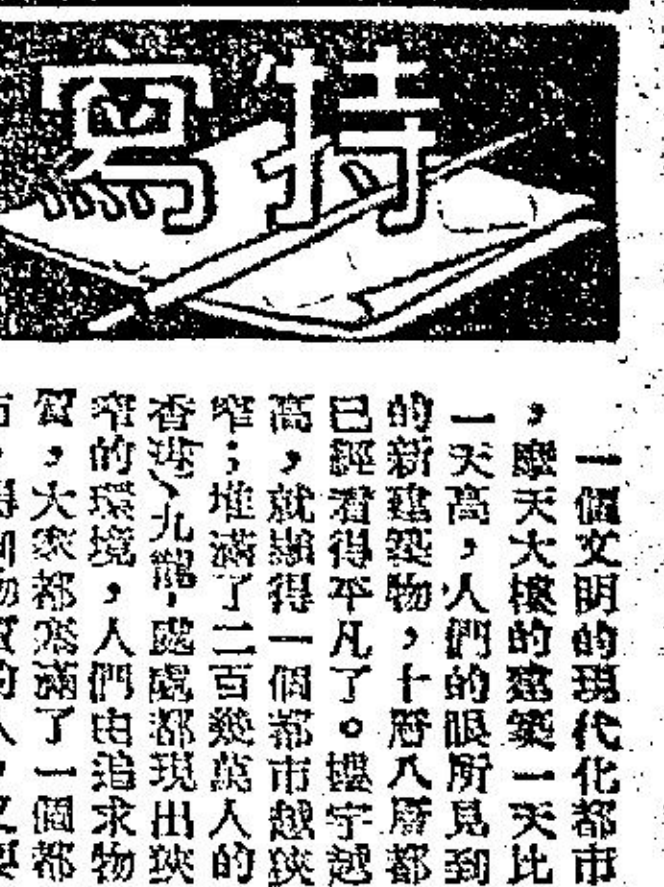 特寫
一個文明的現代化都市
，摩天大樓的建築一天比
一天高，人們的眼所見到
的新建築物，十層八層都
已經看得平凡了。樓宇越
高，就顯得一個都市越狹
窄；堆滿了二百幾萬人的
香港、九龍，處處都現出狹
窄的環境，人們由追求物
質，大家都充滿了一個都